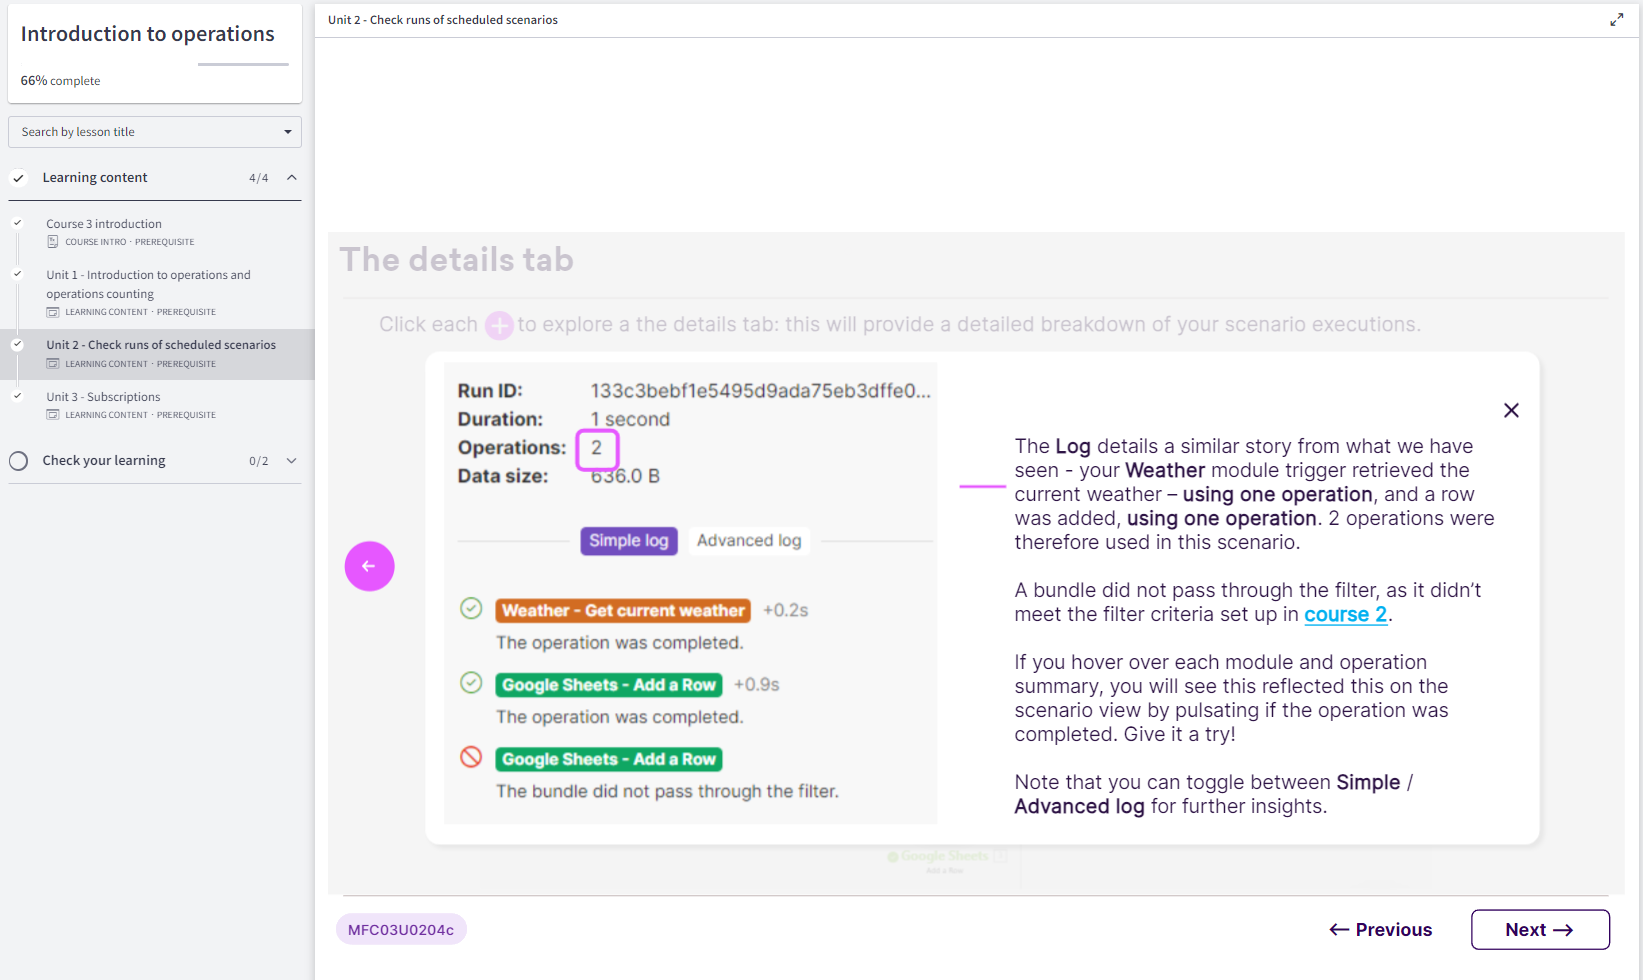 Introduction to operations
66% complete
Search by lesson title
Learning content 4/4
Course 3 introduction
COURSE INTRO · PREREQUISITE
Unit 1 - Introduction to operations and
operations counting
LEARNING CONTENT · PREREQUISITE
Unit 2 - Check runs of scheduled scenarios
LEARNING CONTENT · PREREQUISITE
Unit 3 - Subscriptions
LEARNING CONTENT · PREREQUISITE
Check your learning 0/2
Unit 2 - Check runs of scheduled scenarios
The details tab
Click each + to explore a the details tab: this will provide a detailed breakdown of your scenario executions.
Run ID: 133c3bebf1e5495d9ada75eb3dffe0...
Duration: 1 second
Operations: 2
Data size: 636.0 B
Simple log Advanced log
Weather - Get current weather +0.2s
The operation was completed.
Google Sheets - Add a Row +0.9s
The operation was completed.
Google Sheets - Add a Row
The bundle did not pass through the filter.
The Log details a similar story from what we have
seen - your Weather module trigger retrieved the
current weather – using one operation, and a row
was added, using one operation. 2 operations were
therefore used in this scenario.
A bundle did not pass through the filter, as it didn’t
meet the filter criteria set up in course 2.
If you hover over each module and operation
summary, you will see this reflected this on the
scenario view by pulsating if the operation was
completed. Give it a try!
Note that you can toggle between Simple /
Advanced log for further insights.
Google Sheets
Add a Row
MFC03U0204c
← Previous
Next →